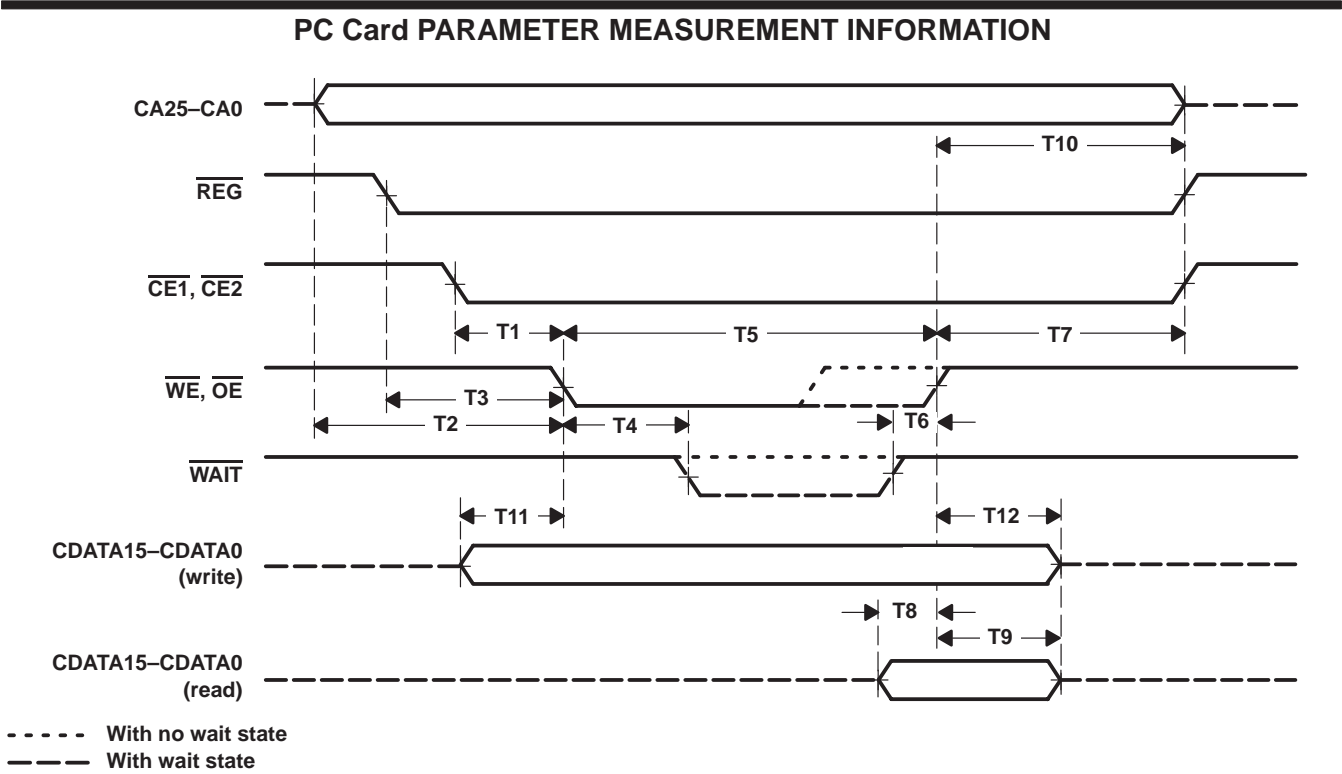 PC Card PARAMETER MEASUREMENT INFORMATION
CA25–CA0
T10
REG
CE1, CE2
T1
T5
T7
WE, OE
T3
T2
T4
T6
WAIT
T11
T12
CDATA15–CDATA0
(write)
T8
T9
CDATA15–CDATA0
(read)
With no wait state
With wait state